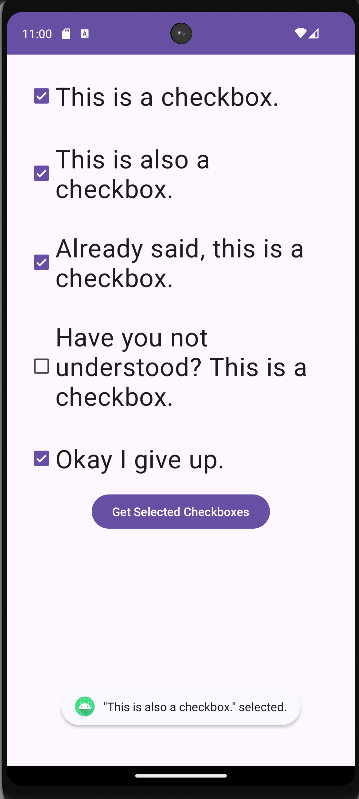 11:00
This is a checkbox.
This is also a
checkbox.
Already said, this is a
checkbox.
Have you not
understood? This is a
checkbox.
Okay I give up.
Get Selected Checkboxes
"This is also a checkbox." selected.